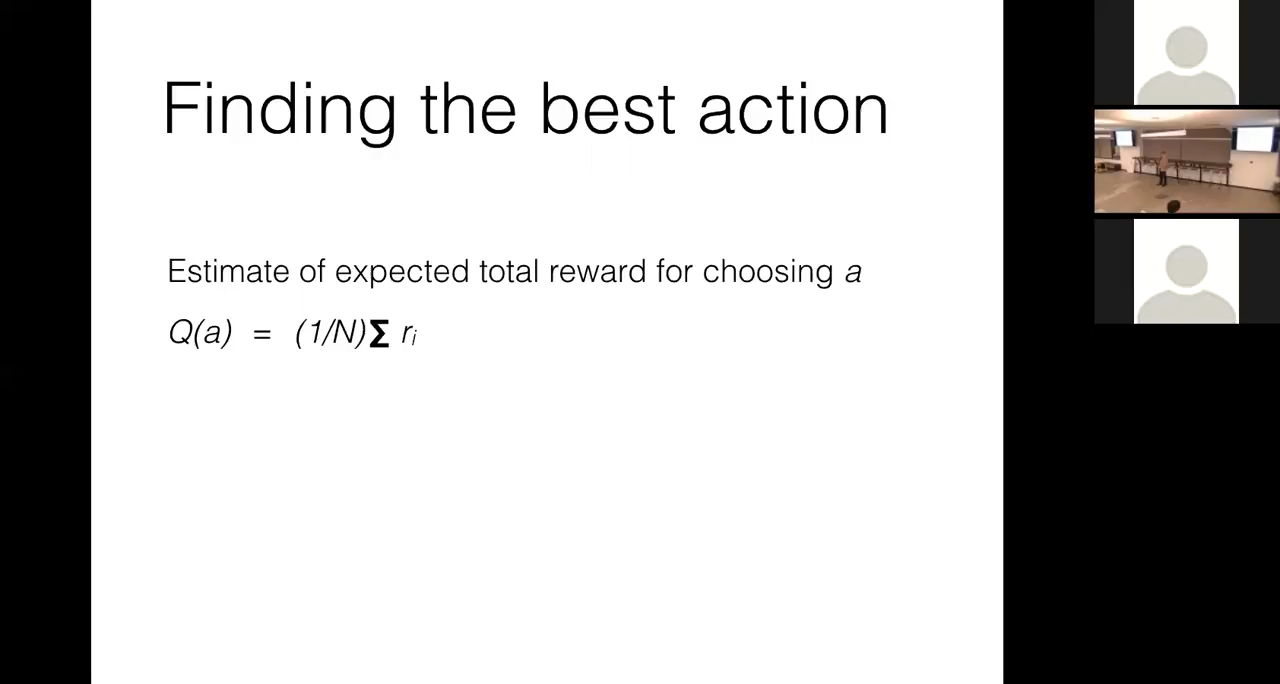 Finding the best action
Estimate of expected total reward for choosing a
Q(a) = (1/N)Σ rᵢ